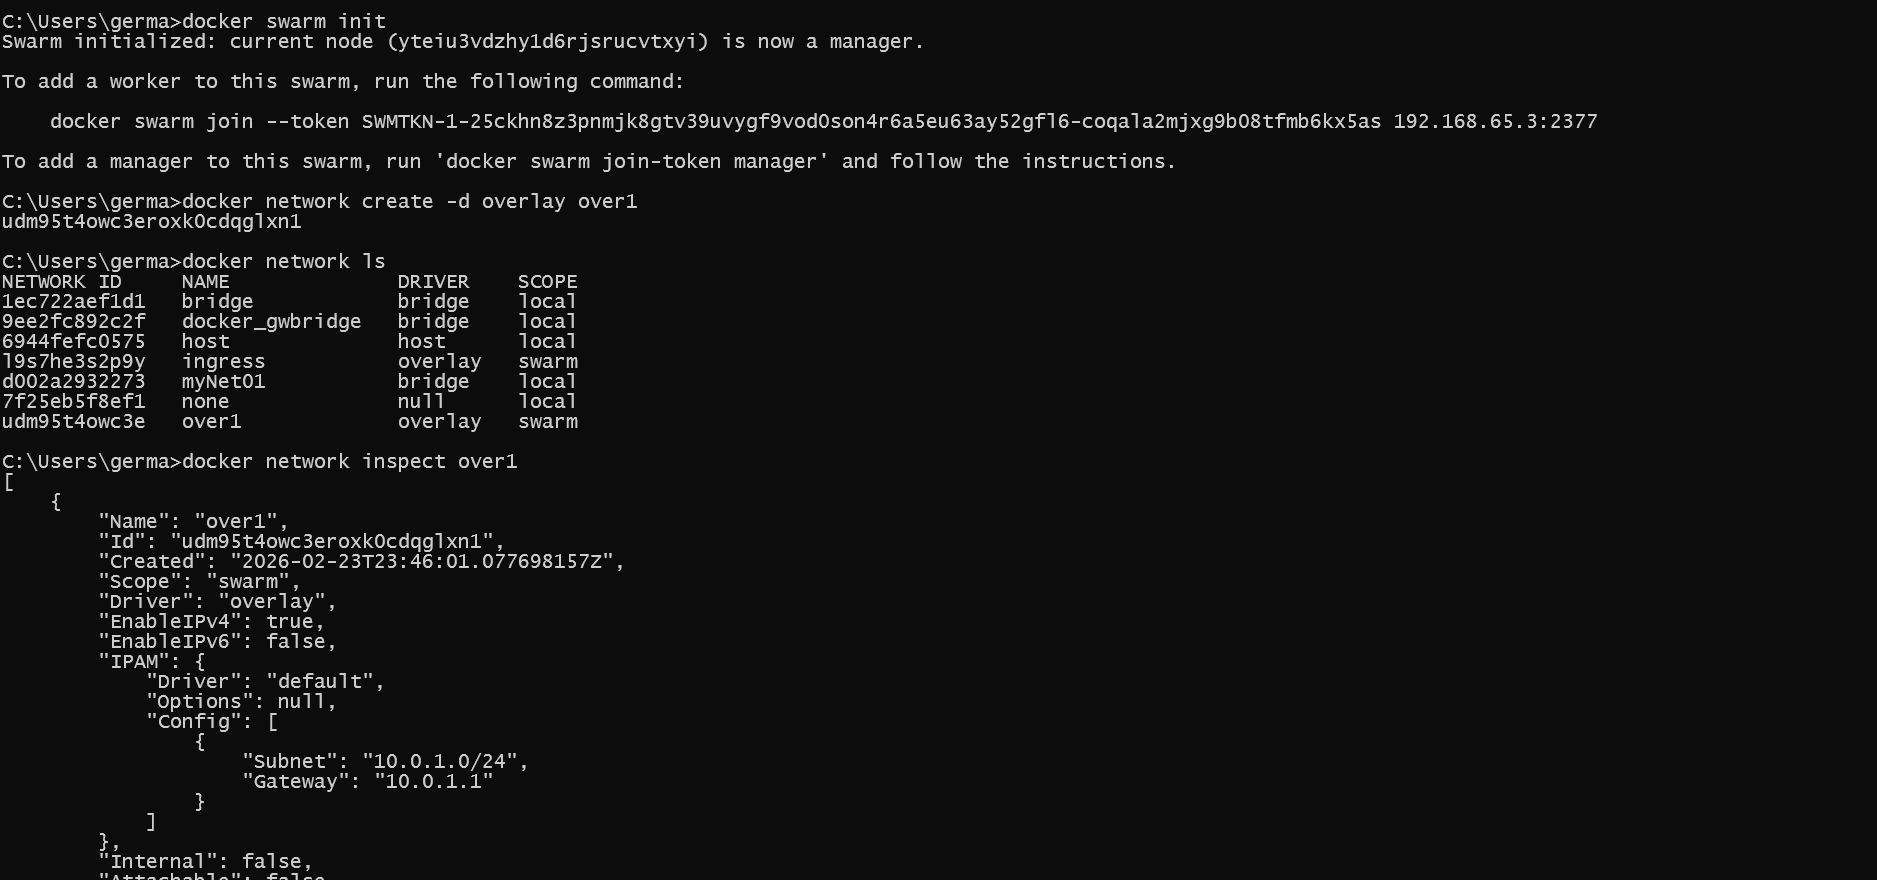 C:\Users\germa>docker swarm init
Swarm initialized: current node (yteiu3vdzhy1d6rjsrucvtxyi) is now a manager.
To add a worker to this swarm, run the following command:
docker swarm join --token SWMTKN-1-25ckhn8z3pnmjk8gtv39uvygf9vod0son4r6a5eu63ay52gfl6-coqala2mjxg9b08tfmb6kx5as 192.168.65.3:2377
To add a manager to this swarm, run 'docker swarm join-token manager' and follow the instructions.
C:\Users\germa>docker network create -d overlay over1
udm95t4owc3eroxk0cdqglxn1
C:\Users\germa>docker network ls
NETWORK ID     NAME              DRIVER    SCOPE
1ec722aef1d1   bridge            bridge    local
9ee2fc892c2f   docker_gwbridge   bridge    local
6944fefc0575   host              host      local
l9s7he3s2p9y   ingress           overlay   swarm
d002a2932273   myNet01           bridge    local
7f25eb5f8ef1   none              null      local
udm95t4owc3e   over1             overlay   swarm
C:\Users\germa>docker network inspect over1
[
{
"Name": "over1",
"Id": "udm95t4owc3eroxk0cdqglxn1",
"Created": "2026-02-23T23:46:01.077698157Z",
"Scope": "swarm",
"Driver": "overlay",
"EnableIPv4": true,
"EnableIPv6": false,
"IPAM": {
"Driver": "default",
"Options": null,
"Config": [
{
"Subnet": "10.0.1.0/24",
"Gateway": "10.0.1.1"
}
]
},
"Internal": false,
"Attachable": false